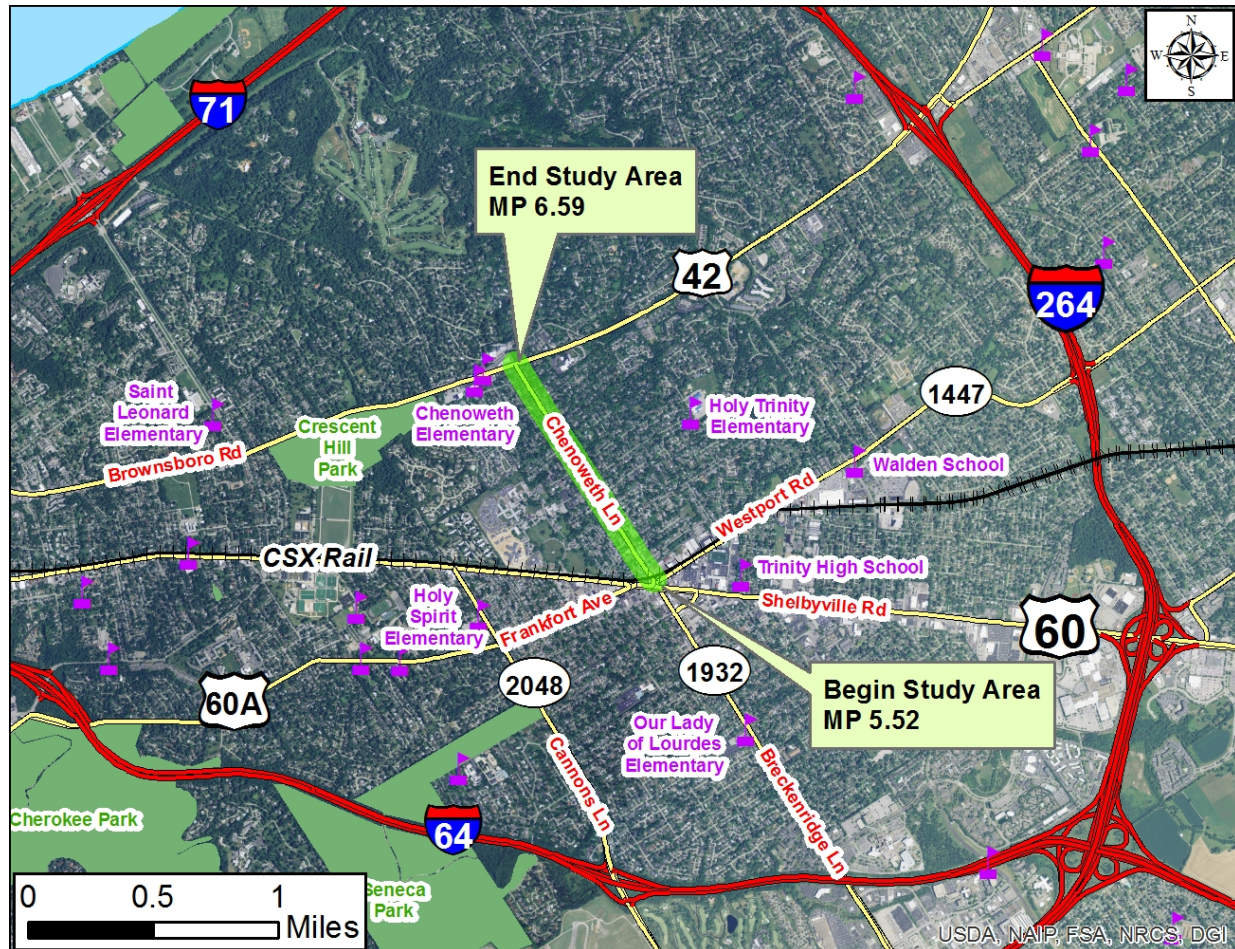 N
W
E
S
71
End Study Area
MP 6.59
42
264
Saint
Leonard
Elementary
Crescent
Hill
Park
Chenoweth
Elementary
Holy Trinity
Elementary
1447
Brownsboro Rd
Chenoweth Ln
Walden School
Westport Rd
CSX Rail
Trinity High School
Holy
Spirit
Elementary
Frankfort Ave
Shelbyville Rd
60
60A
2048
1932
Begin Study Area
MP 5.52
Our Lady
of Lourdes
Elementary
Cannons Ln
Breckenridge Ln
Cherokee Park
64
Seneca
Park
0 0.5 1
Miles
USDA, NAIP, FSA, NRCS, DGI